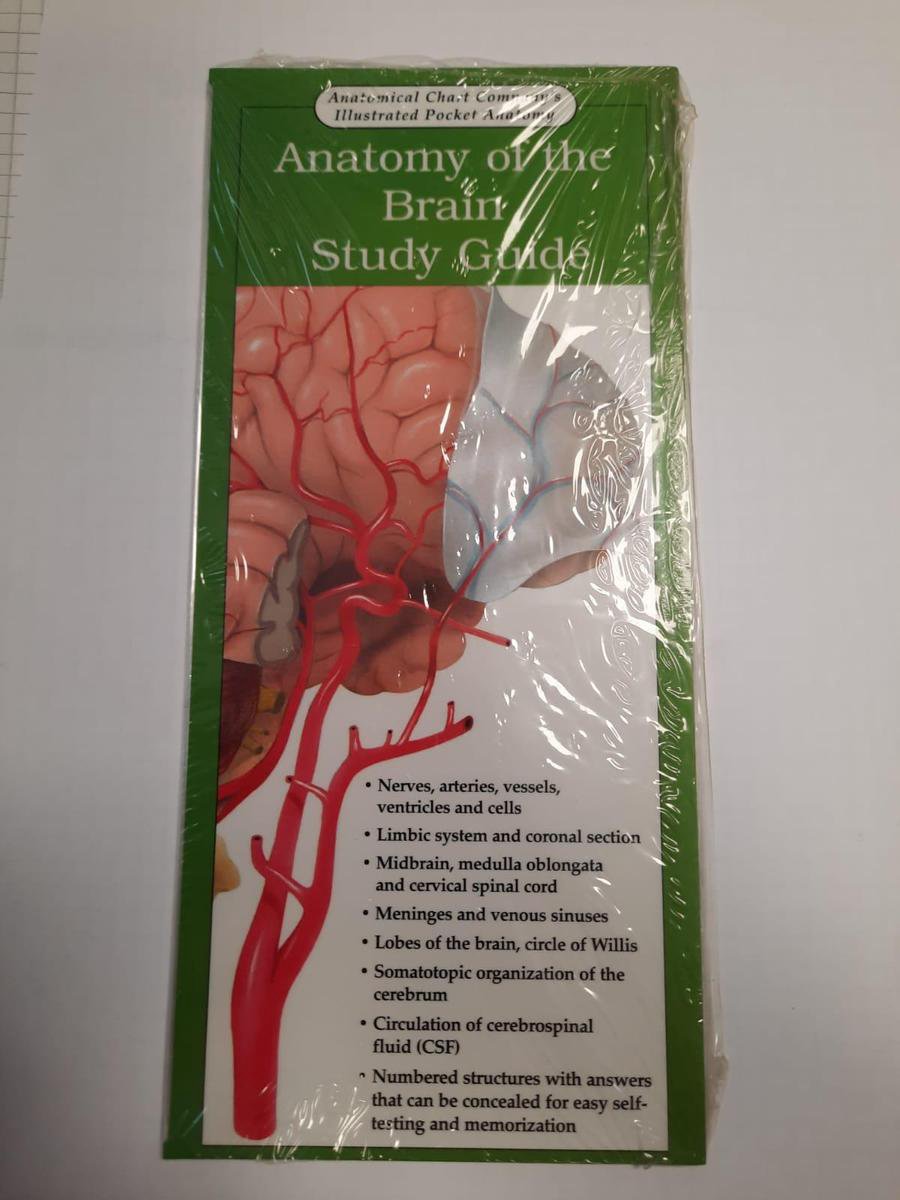 Anatomical Chart Company's
Illustrated Pocket Anatomy
Anatomy of the
Brain
Study Guide
• Nerves, arteries, vessels,
ventricles and cells
• Limbic system and coronal section
• Midbrain, medulla oblongata
and cervical spinal cord
• Meninges and venous sinuses
• Lobes of the brain, circle of Willis
• Somatotopic organization of the
cerebrum
• Circulation of cerebrospinal
fluid (CSF)
• Numbered structures with answers
that can be concealed for easy self-
testing and memorization